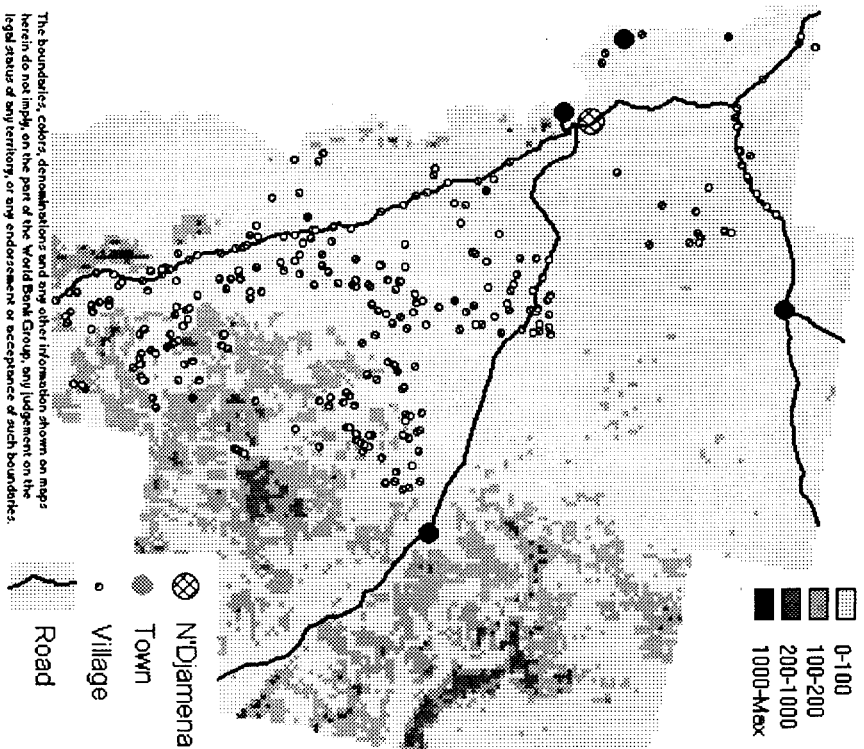 0-100
100-200
200-1000
1000-Max
N'Djamena
Town
Village
Road
The boundaries, colors, denominations and any other information shown on maps
herein do not imply, on the part of the World Bank Group, any judgement on the
legal status of any territory, or any endorsement or acceptance of such boundaries.